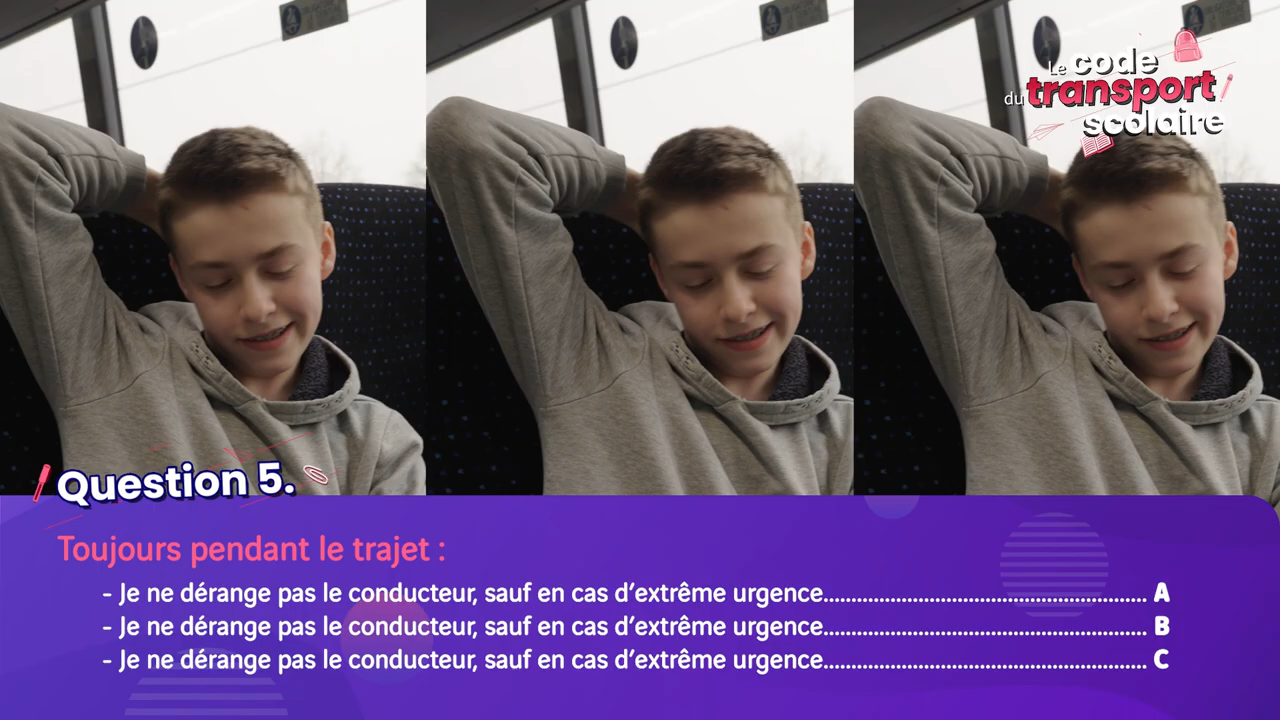 Le code
du transport
scolaire
Question 5.
Toujours pendant le trajet :
- Je ne dérange pas le conducteur, sauf en cas d’extrême urgence.......................................................... A
- Je ne dérange pas le conducteur, sauf en cas d’extrême urgence.......................................................... B
- Je ne dérange pas le conducteur, sauf en cas d’extrême urgence.......................................................... C